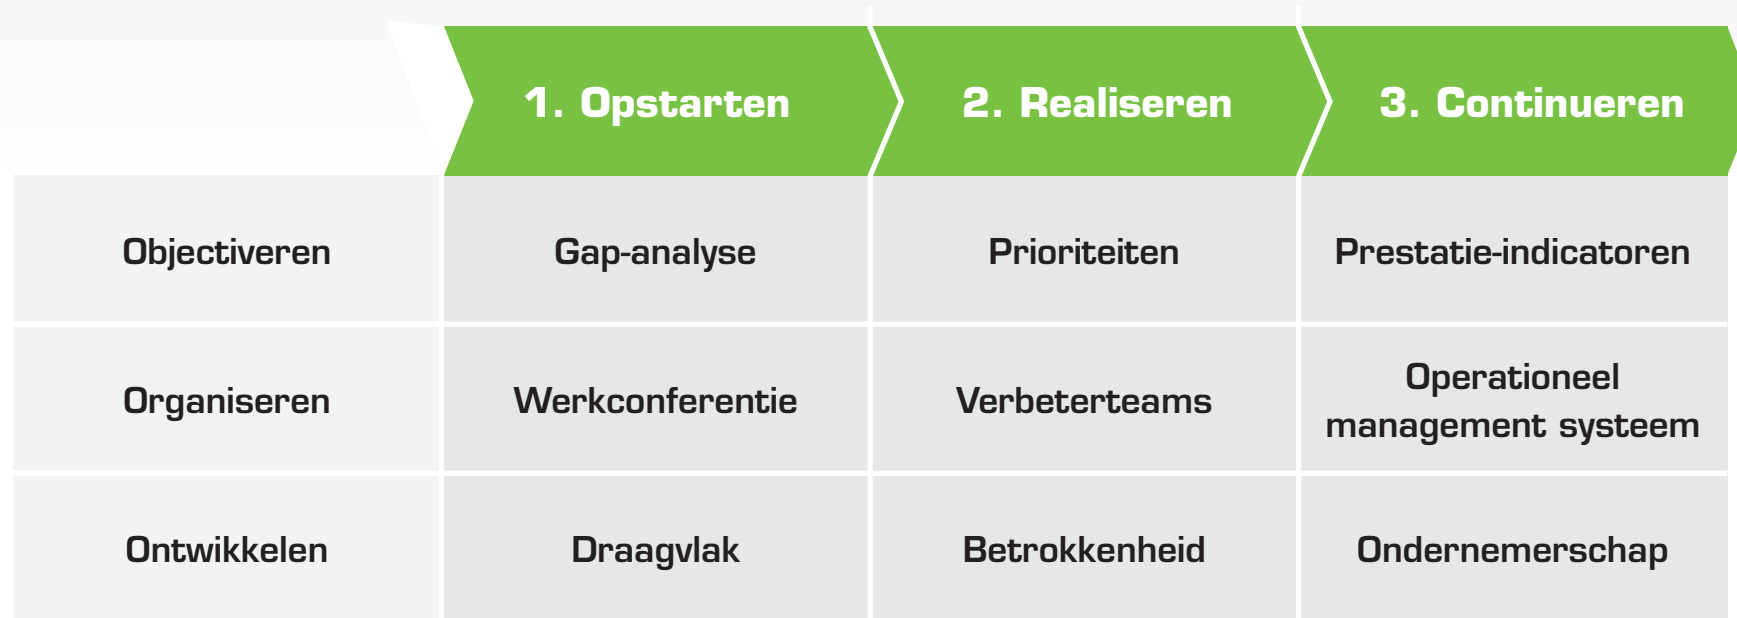 1. Opstarten 2. Realiseren 3. Continueren
Objectiveren Gap-analyse Prioriteiten Prestatie-indicatoren
Organiseren Werkconferentie Verbeterteams Operationeel
management systeem
Ontwikkelen Draagvlak Betrokkenheid Ondernemerschap